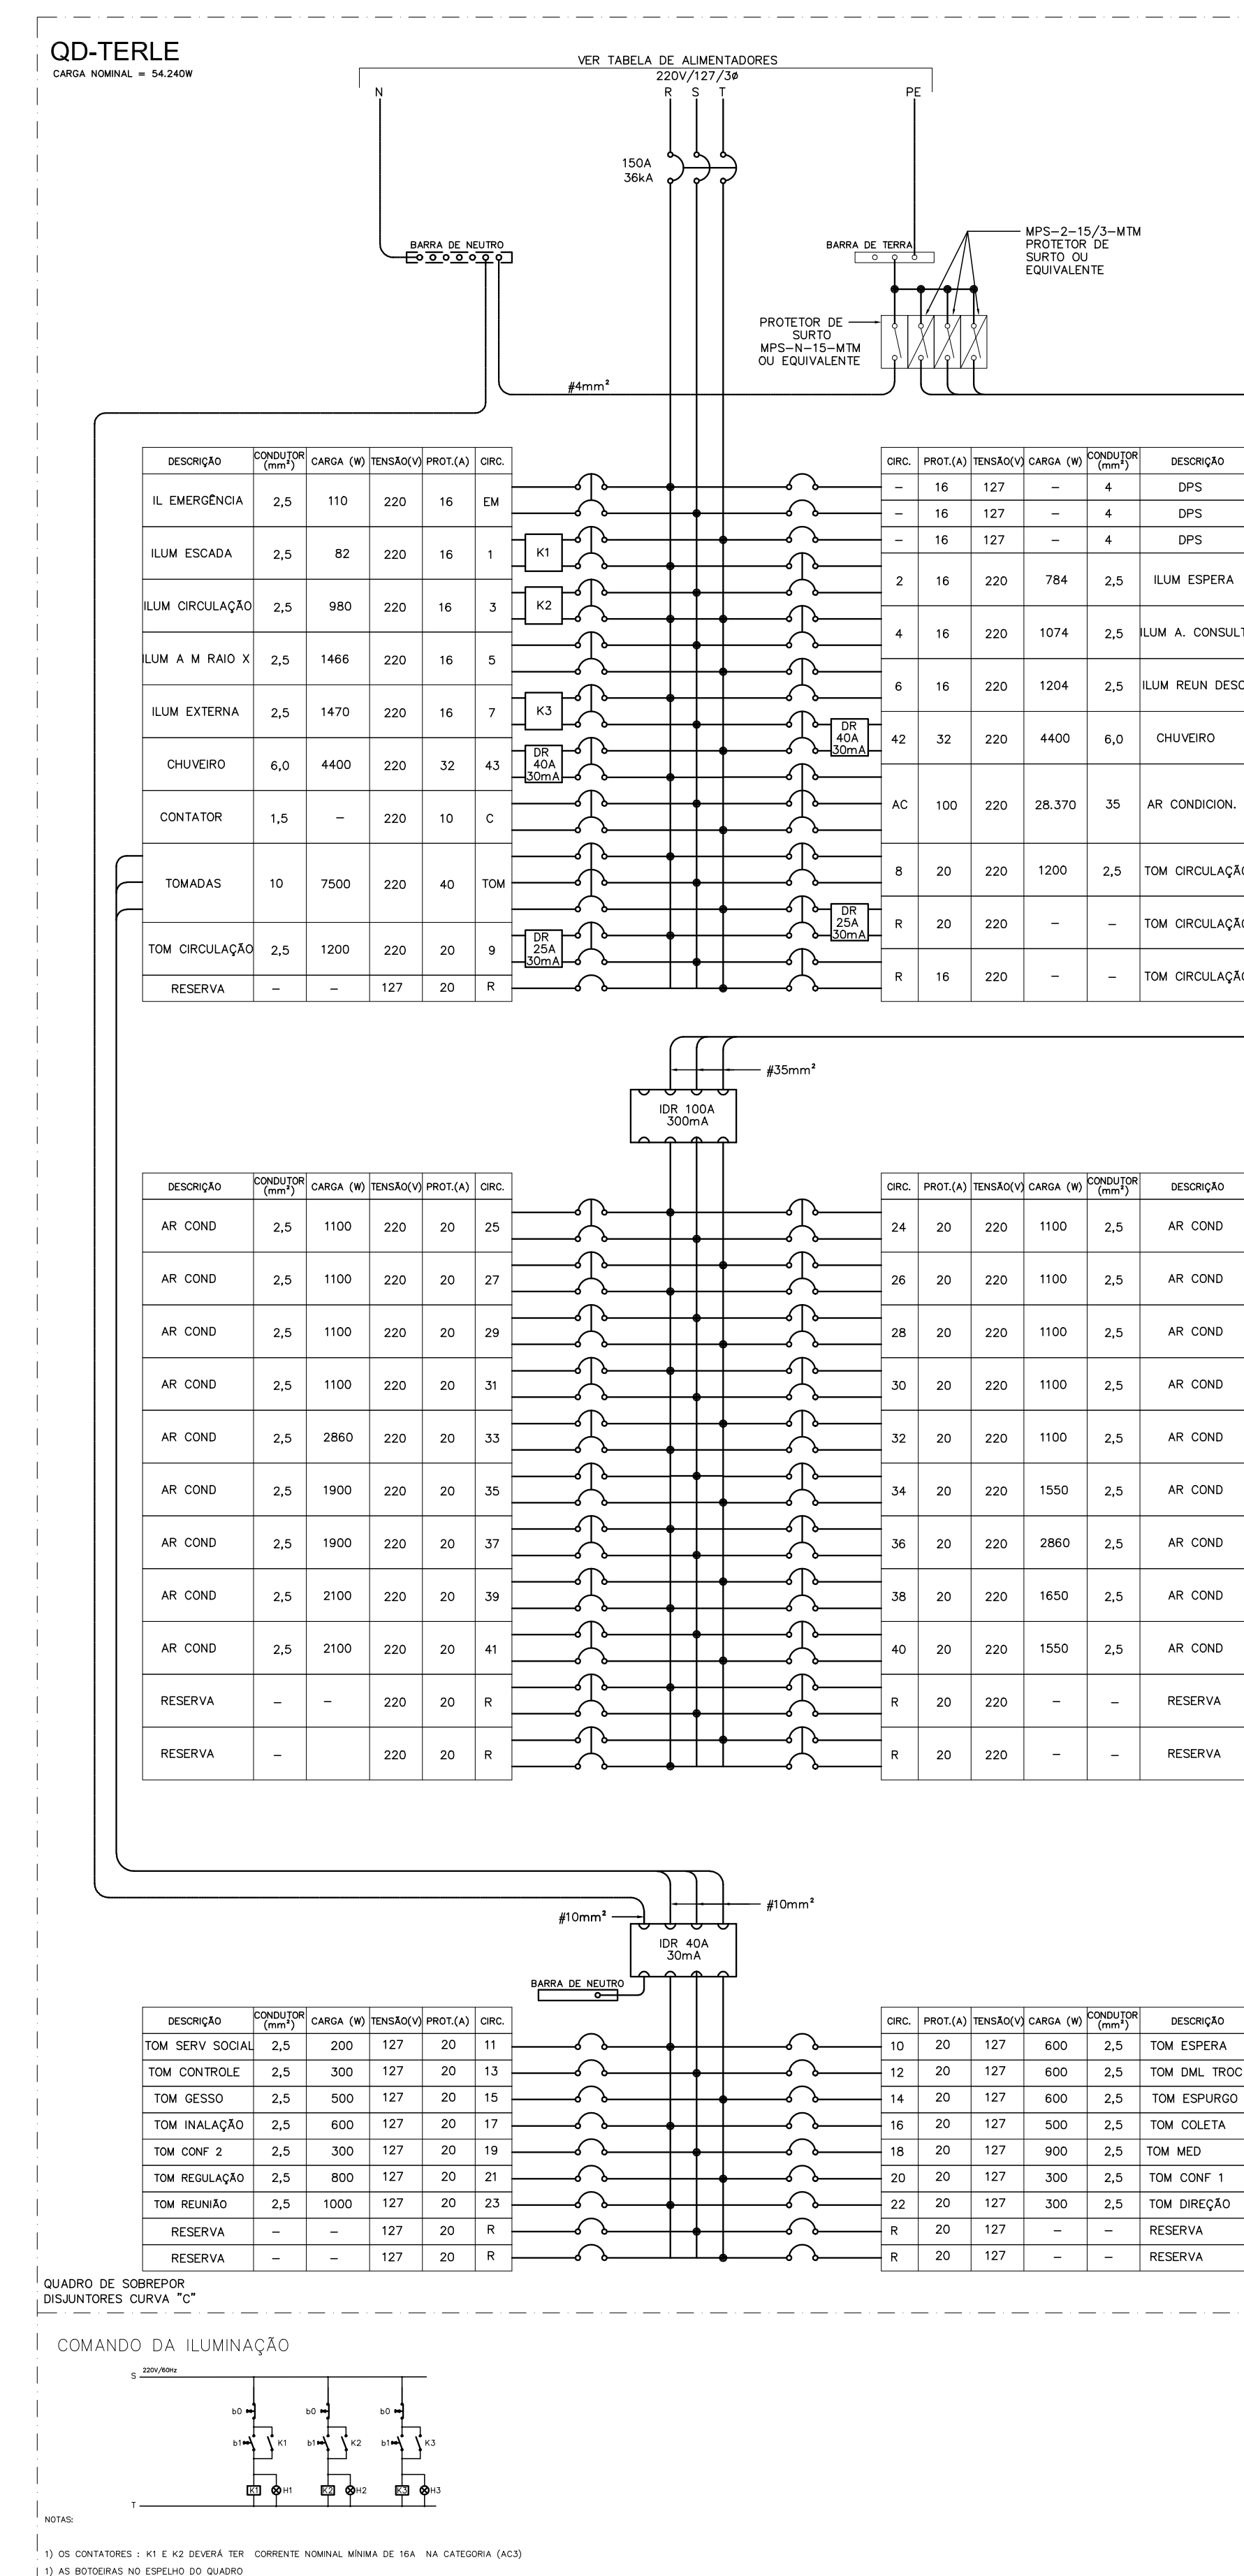 QD-TERLE
CARGA NOMINAL = 54.240W
VER TABELA DE ALIMENTADORES
220V/127/3ø
N R S T PE
150A
36kA
BARRA DE NEUTRO
BARRA DE TERRA
MPS-2-15/3-MTM
PROTETOR DE
SURTO OU
EQUIVALENTE
PROTETOR DE
SURTO
MPS-N-15-MTM
OU EQUIVALENTE
#4mm²
DESCRIÇÃO CONDUTOR (mm²) CARGA (W) TENSÃO(V) PROT.(A) CIRC.
IL EMERGÊNCIA 2,5 110 220 16 EM
ILUM ESCADA 2,5 82 220 16 1 K1
ILUM CIRCULAÇÃO 2,5 980 220 16 3 K2
ILUM A M RAIO X 2,5 1466 220 16 5
ILUM EXTERNA 2,5 1470 220 16 7 K3
CHUVEIRO 6,0 4400 220 32 43 DR 40A 30mA
CONTATOR 1,5 – 220 10 C
TOMADAS 10 7500 220 40 TOM
TOM CIRCULAÇÃO 2,5 1200 220 20 9 DR 25A 30mA
RESERVA – – 127 20 R
CIRC. PROT.(A) TENSÃO(V) CARGA (W) CONDUTOR (mm²) DESCRIÇÃO
– 16 127 – 4 DPS
– 16 127 – 4 DPS
– 16 127 – 4 DPS
2 16 220 784 2,5 ILUM ESPERA
4 16 220 1074 2,5 ILUM A. CONSULT
6 16 220 1204 2,5 ILUM REUN DESC
DR 40A 30mA 42 32 220 4400 6,0 CHUVEIRO
AC 100 220 28.370 35 AR CONDICION.
8 20 220 1200 2,5 TOM CIRCULAÇÃO
DR 25A 30mA R 20 220 – – TOM CIRCULAÇÃO
R 16 220 – – TOM CIRCULAÇÃO
#35mm²
IDR 100A
300mA
DESCRIÇÃO CONDUTOR (mm²) CARGA (W) TENSÃO(V) PROT.(A) CIRC.
AR COND 2,5 1100 220 20 25
AR COND 2,5 1100 220 20 27
AR COND 2,5 1100 220 20 29
AR COND 2,5 1100 220 20 31
AR COND 2,5 2860 220 20 33
AR COND 2,5 1900 220 20 35
AR COND 2,5 1900 220 20 37
AR COND 2,5 2100 220 20 39
AR COND 2,5 2100 220 20 41
RESERVA – – 220 20 R
RESERVA – 220 20 R
CIRC. PROT.(A) TENSÃO(V) CARGA (W) CONDUTOR (mm²) DESCRIÇÃO
24 20 220 1100 2,5 AR COND
26 20 220 1100 2,5 AR COND
28 20 220 1100 2,5 AR COND
30 20 220 1100 2,5 AR COND
32 20 220 1100 2,5 AR COND
34 20 220 1550 2,5 AR COND
36 20 220 2860 2,5 AR COND
38 20 220 1650 2,5 AR COND
40 20 220 1550 2,5 AR COND
R 20 220 – – RESERVA
R 20 220 – – RESERVA
#10mm²
#10mm²
IDR 40A
30mA
BARRA DE NEUTRO
DESCRIÇÃO CONDUTOR (mm²) CARGA (W) TENSÃO(V) PROT.(A) CIRC.
TOM SERV SOCIAL 2,5 200 127 20 11
TOM CONTROLE 2,5 300 127 20 13
TOM GESSO 2,5 500 127 20 15
TOM INALAÇÃO 2,5 600 127 20 17
TOM CONF 2 2,5 300 127 20 19
TOM REGULAÇÃO 2,5 800 127 20 21
TOM REUNIÃO 2,5 1000 127 20 23
RESERVA – – 127 20 R
RESERVA – – 127 20 R
CIRC. PROT.(A) TENSÃO(V) CARGA (W) CONDUTOR (mm²) DESCRIÇÃO
10 20 127 600 2,5 TOM ESPERA
12 20 127 600 2,5 TOM DML TROC
14 20 127 600 2,5 TOM ESPURGO
16 20 127 500 2,5 TOM COLETA
18 20 127 900 2,5 TOM MED
20 20 127 300 2,5 TOM CONF 1
22 20 127 300 2,5 TOM DIREÇÃO
R 20 127 – – RESERVA
R 20 127 – – RESERVA
QUADRO DE SOBREPOR
DISJUNTORES CURVA "C"
COMANDO DA ILUMINAÇÃO
S 220V/60Hz
b0 b0 b0
b1 K1 b1 K2 b1 K3
K1 H1 K2 H2 K3 H3
T
NOTAS:
1) OS CONTATORES : K1 E K2 DEVERÁ TER CORRENTE NOMINAL MÍNIMA DE 16A NA CATEGORIA (AC3)
1) AS BOTOEIRAS NO ESPELHO DO QUADRO